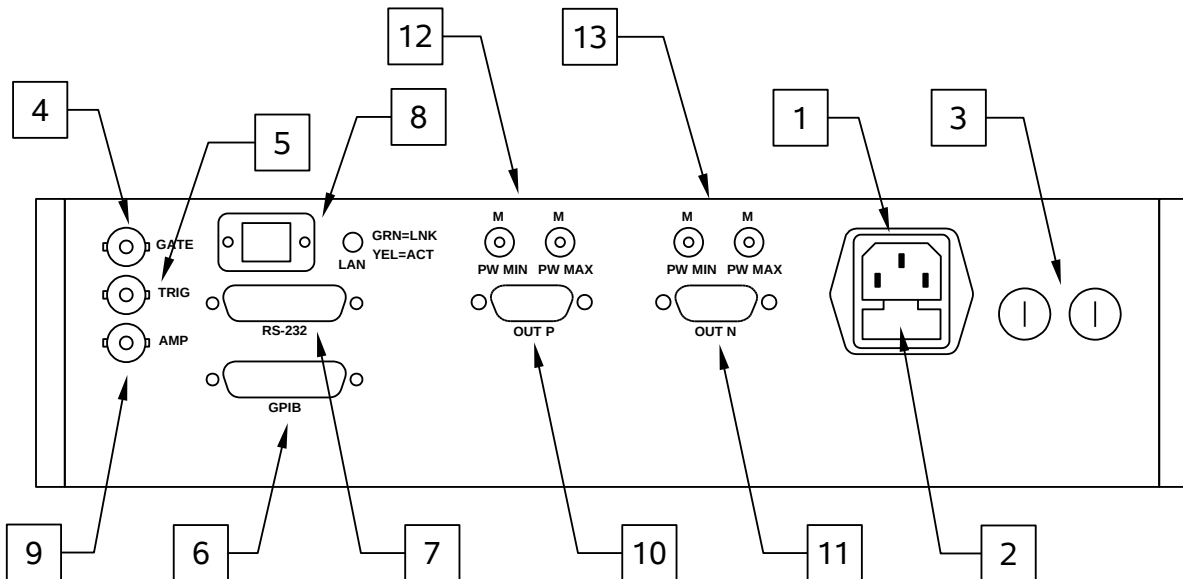 12
13
4
5
8
1
3
GATE
TRIG
AMP
GRN=LNK
YEL=ACT
LAN
RS-232
GPIB
M M
PW MIN PW MAX
OUT P
M M
PW MIN PW MAX
OUT N
9
6
7
10
11
2